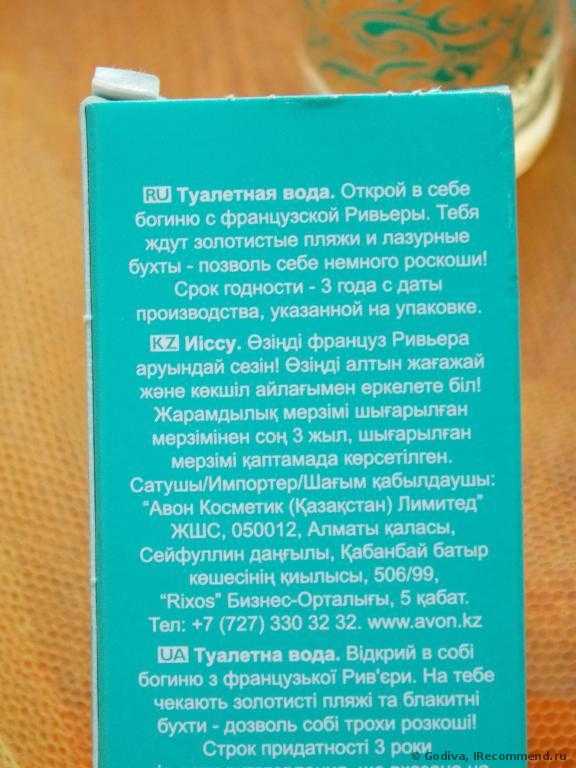 RU Туалетная вода. Открой в себе
богиню с французской Ривьеры. Тебя
ждут золотистые пляжи и лазурные
бухты - позволь себе немного роскоши!
Срок годности - 3 года с даты
производства, указанной на упаковке.
KZ Иіссу. Өзіңді француз Ривьера
аруындай сезін! Өзіңді алтын жағажай
және көкшіл айлағымен еркелете біл!
Жарамдылық мерзімі шығарылған
мерзімінен соң 3 жыл, шығарылған
мерзімі қаптамада көрсетілген.
Сатушы/Импортер/Шағым қабылдаушы:
“Авон Косметик (Қазақстан) Лимитед”
ЖШС, 050012, Алматы қаласы,
Сейфуллин даңғылы, Қабанбай батыр
көшесінің қиылысы, 506/99,
“Rixos” Бизнес-Орталығы, 5 қабат.
Тел: +7 (727) 330 32 32. www.avon.kz
UA Туалетна вода. Відкрий в собі
богиню з французької Рив'єри. На тебе
чекають золотисті пляжі та блакитні
бухти - дозволь собі трохи розкоші!
Строк придатності 3 роки
© Godiva, IRecommend.ru